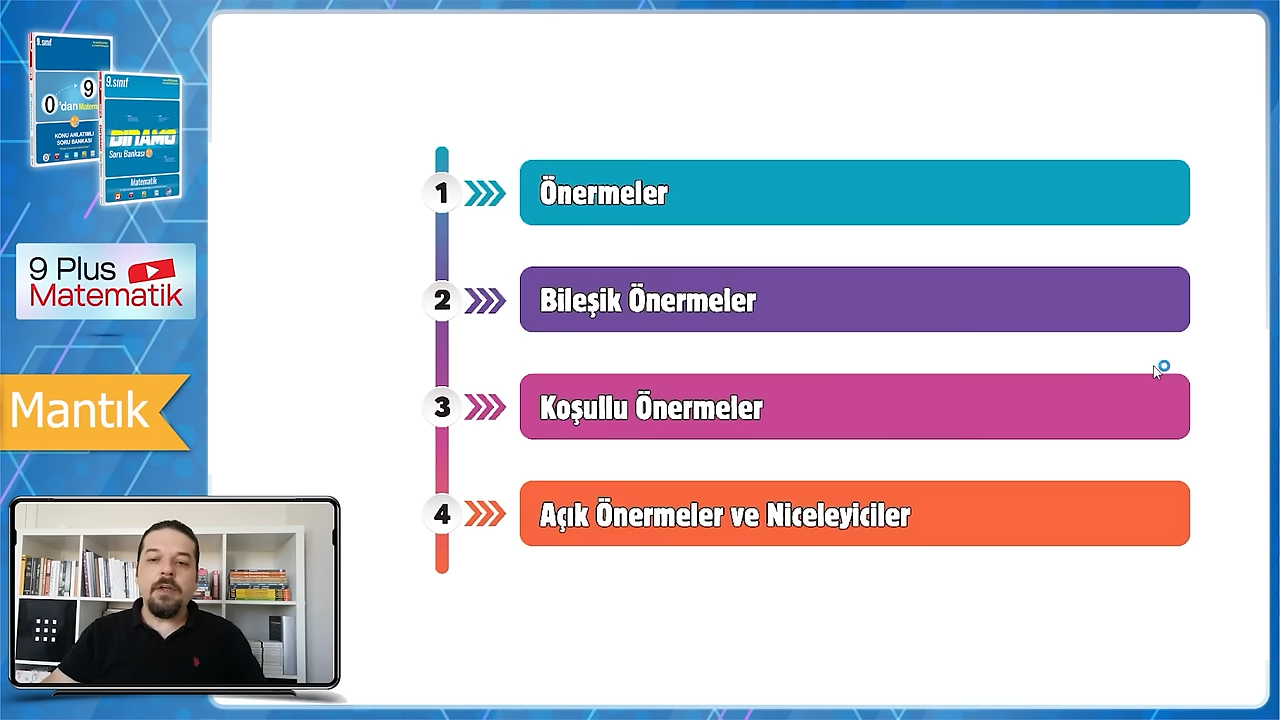 9.sınıf
0'dan 9
Matematik
KONU ANLATIMLI
SORU BANKASI
9.sınıf
DİNAMO
Soru Bankası
Matematik
9 Plus
Matematik
Mantık
1
Önermeler
2
Bileşik Önermeler
3
Koşullu Önermeler
4
Açık Önermeler ve Niceleyiciler